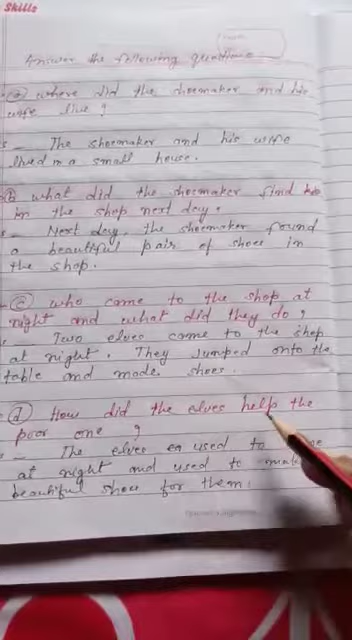 Skills
Answer the following questions.
(a) where did the shoemaker and his
wife live?
- The shoemaker and his wife
lived in a small house.
(b) what did the shoemaker find
in the shop next day.
- Next day, the shoemaker found
a beautiful pair of shoes in
the shop.
(c) who came to the shop at
night and what did they do?
Two elves came to the shop
at night. They jumped onto the
table and made shoes.
(d) How did the elves help the
poor one?
- The elves used to
at night and used to
beautiful shoes for them.